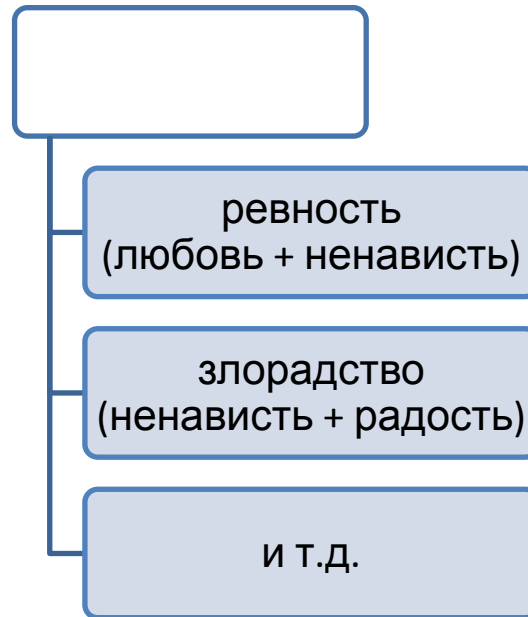 ревность
(любовь + ненависть)
злорадство
(ненависть + радость)
и т.д.